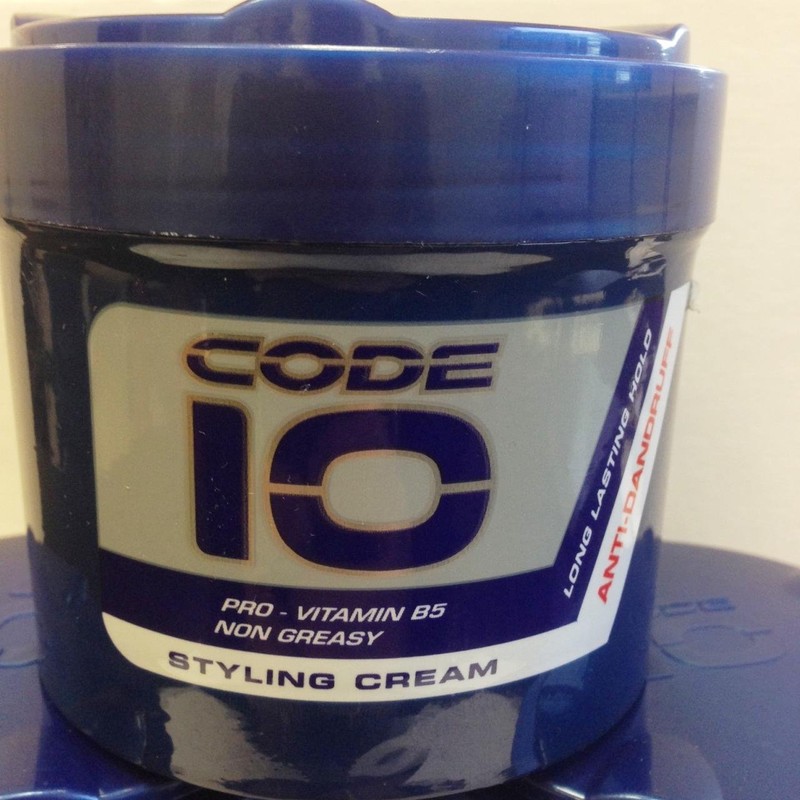 CODE
10
PRO - VITAMIN B5
NON GREASY
STYLING CREAM
LONG LASTING HOLD
ANTI-DANDRUFF